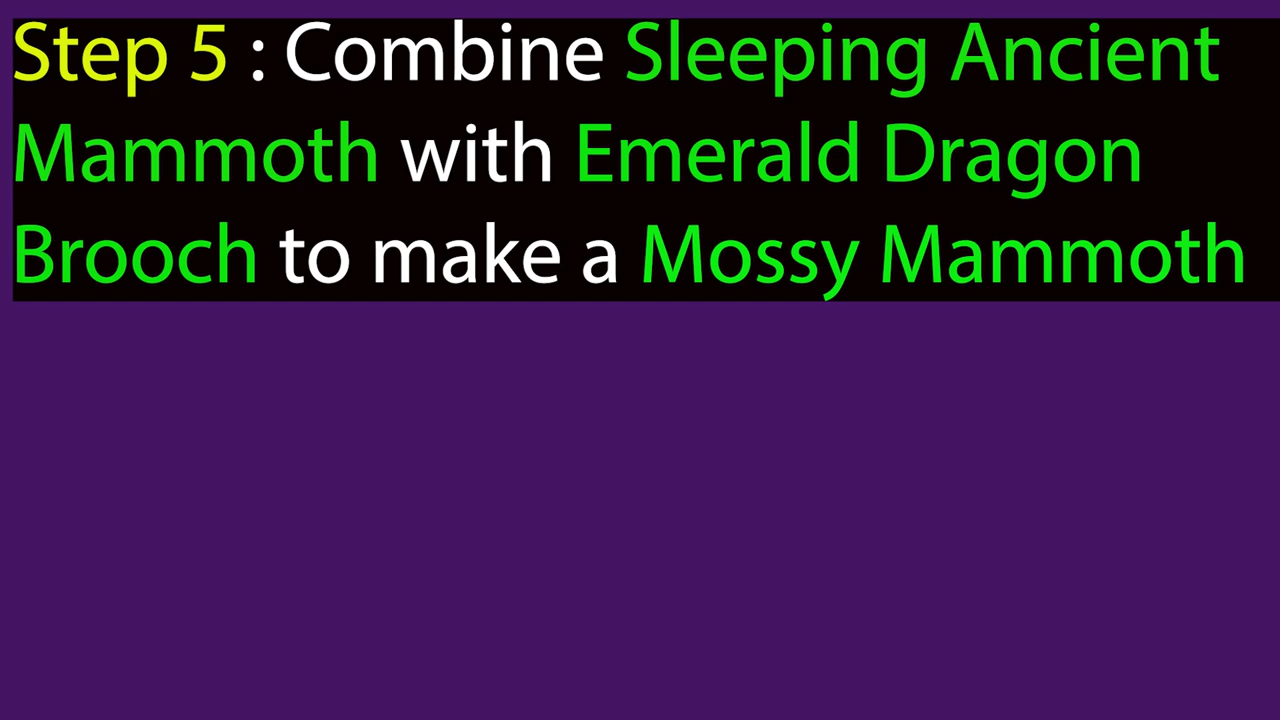 Step 5 : Combine Sleeping Ancient
Mammoth with Emerald Dragon
Brooch to make a Mossy Mammoth